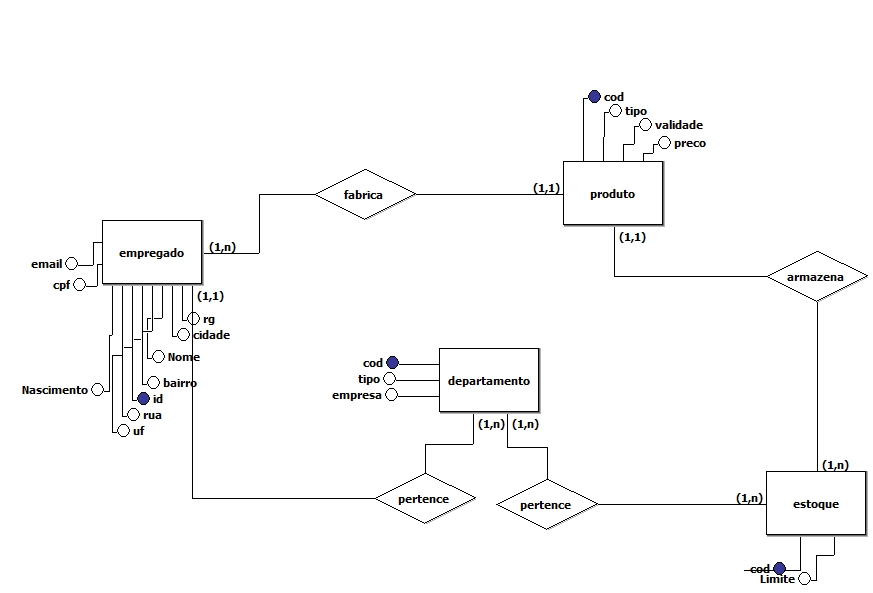 cod
tipo
validade
preco
fabrica
(1,1)
produto
(1,n)
empregado
(1,1)
email
cpf
armazena
(1,1)
rg
cidade
Nome
cod
tipo
empresa
departamento
Nascimento
bairro
id
rua
uf
(1,n)
(1,n)
(1,n)
pertence
pertence
(1,n)
estoque
cod
Limite